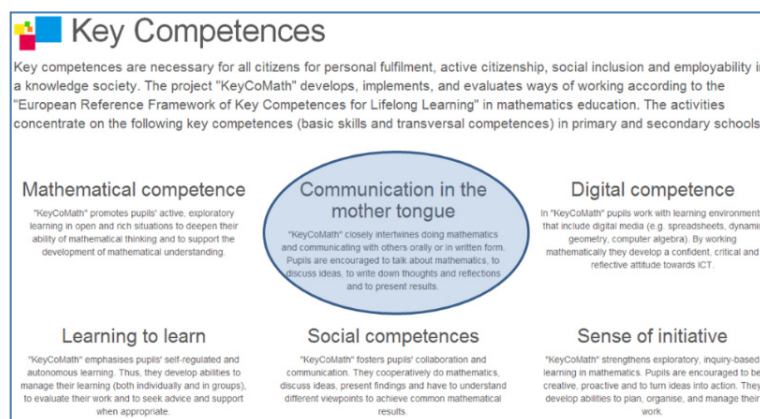 Key Competences
Key competences are necessary for all citizens for personal fulfilment, active citizenship, social inclusion and employability in
a knowledge society. The project "KeyCoMath" develops, implements, and evaluates ways of working according to the
"European Reference Framework of Key Competences for Lifelong Learning" in mathematics education. The activities
concentrate on the following key competences (basic skills and transversal competences) in primary and secondary schools
Mathematical competence
"KeyCoMath" promotes pupils' active, exploratory
learning in open and rich situations to deepen their
ability of mathematical thinking and to support the
development of mathematical understanding.
Communication in the
mother tongue
"KeyCoMath" closely intertwines doing mathematics
and communicating with others orally or in written form.
Pupils are encouraged to talk about mathematics, to
discuss ideas, to write down thoughts and reflections
and to present results.
Digital competence
In "KeyCoMath" pupils work with learning environments
that include digital media (e.g. spreadsheets, dynamic
geometry, computer algebra). By working
mathematically they develop a confident, critical and
reflective attitude towards ICT.
Learning to learn
"KeyCoMath" emphasises pupils' self-regulated and
autonomous learning. Thus, they develop abilities to
manage their learning (both individually and in groups),
to evaluate their work and to seek advice and support
when appropriate.
Social competences
"KeyCoMath" fosters pupils' collaboration and
communication. They cooperatively do mathematics,
discuss ideas, present findings and have to understand
different viewpoints to achieve common mathematical
results.
Sense of initiative
"KeyCoMath" strengthens exploratory, inquiry-based
learning in mathematics. Pupils are encouraged to be
creative, proactive and to turn ideas into action. They
develop abilities to plan, organise, and manage their
work.